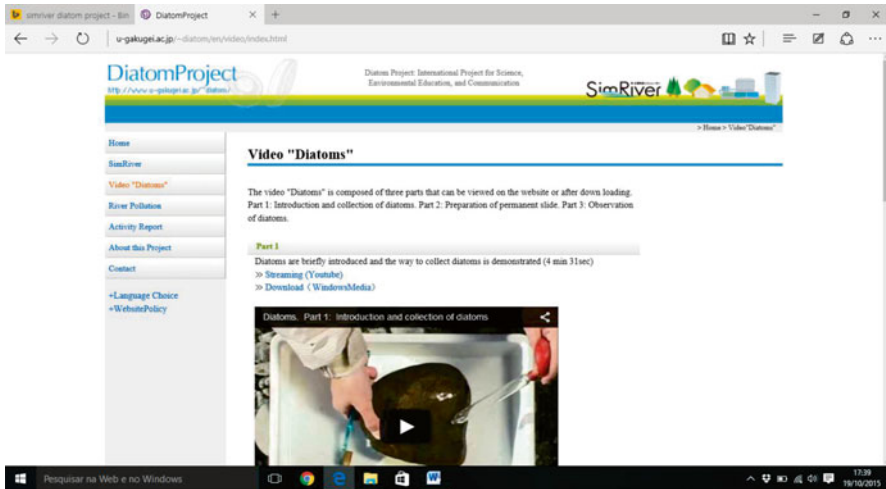 simriver diatom project - Bin
DiatomProject
u-gakugei.ac.jp/~diatom/en/video/index.html
DiatomProject
http://www.u-gakugei.ac.jp/~diatom/
Diatom Project: International Project for Science,
Environmental Education, and Communication
SimRiver
> Home > Video"Diatoms"
Home
SimRiver
Video "Diatoms"
River Pollution
Activity Report
About this Project
Contact
+Language Choice
+WebsitePolicy
Video "Diatoms"
The video "Diatoms" is composed of three parts that can be viewed on the website or after down loading.
Part 1: Introduction and collection of diatoms. Part 2: Preparation of permanent slide. Part 3: Observation
of diatoms.
Part 1
Diatoms are briefly introduced and the way to collect diatoms is demonstrated (4 min 31sec)
≫ Streaming (Youtube)
≫ Download（WindowsMedia）
Diatoms. Part 1: Introduction and collection of diatoms
Pesquisar na Web e no Windows
17:39
19/10/2015